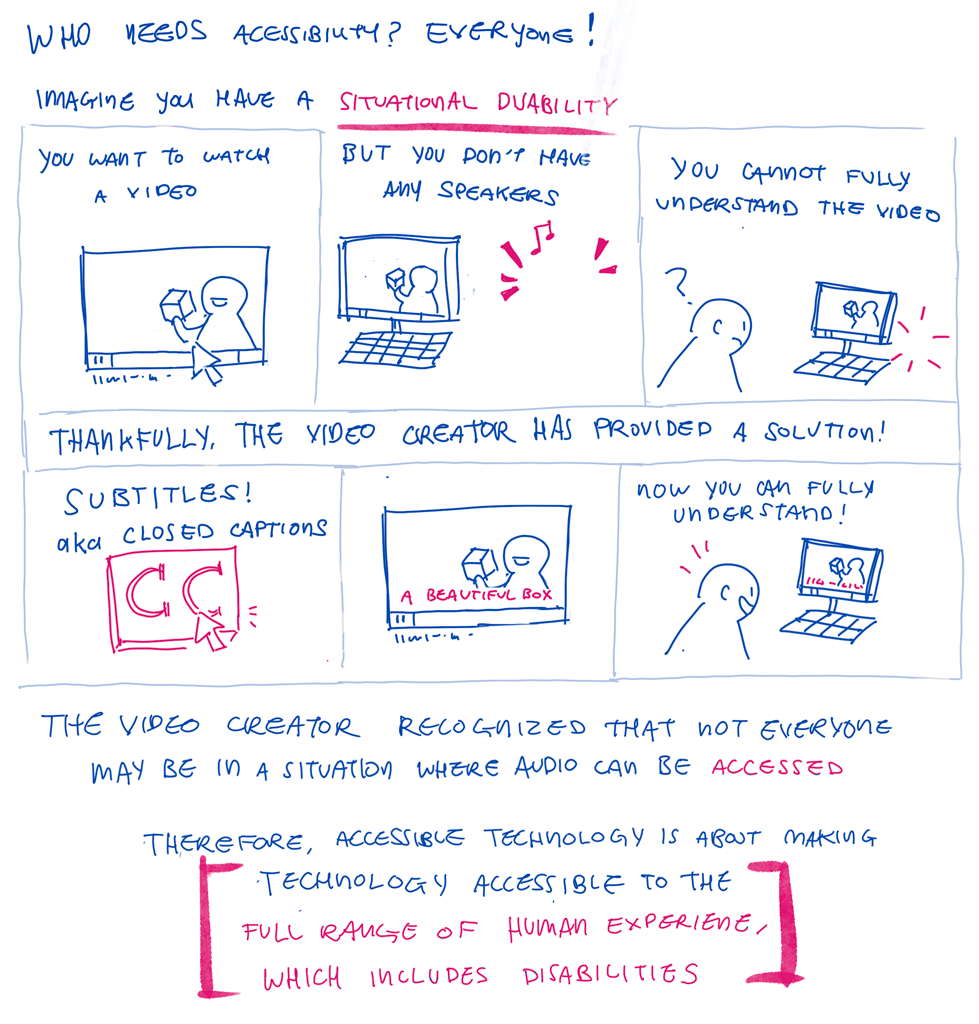 WHO NEEDS ACESSIBILITY? EVERYONE!
IMAGINE YOU HAVE A SITUATIONAL DUABILITY
YOU WANT TO WATCH
A VIDEO
BUT YOU DON'T HAVE
ANY SPEAKERS
YOU CANNOT FULLY
UNDERSTAND THE VIDEO
?
THANKFULLY, THE VIDEO CREATOR HAS PROVIDED A SOLUTION!
SUBTITLES!
aka CLOSED CAPTIONS
CC
A BEAUTIFUL BOX
NOW YOU CAN FULLY
UNDERSTAND!
THE VIDEO CREATOR RECOGNIZED THAT NOT EVERYONE
MAY BE IN A SITUATION WHERE AUDIO CAN BE ACCESSED
THEREFORE, ACCESSIBLE TECHNOLOGY IS ABOUT MAKING
TECHNOLOGY ACCESSIBLE TO THE
FULL RANGE OF HUMAN EXPERIENE,
WHICH INCLUDES DISABILITIES